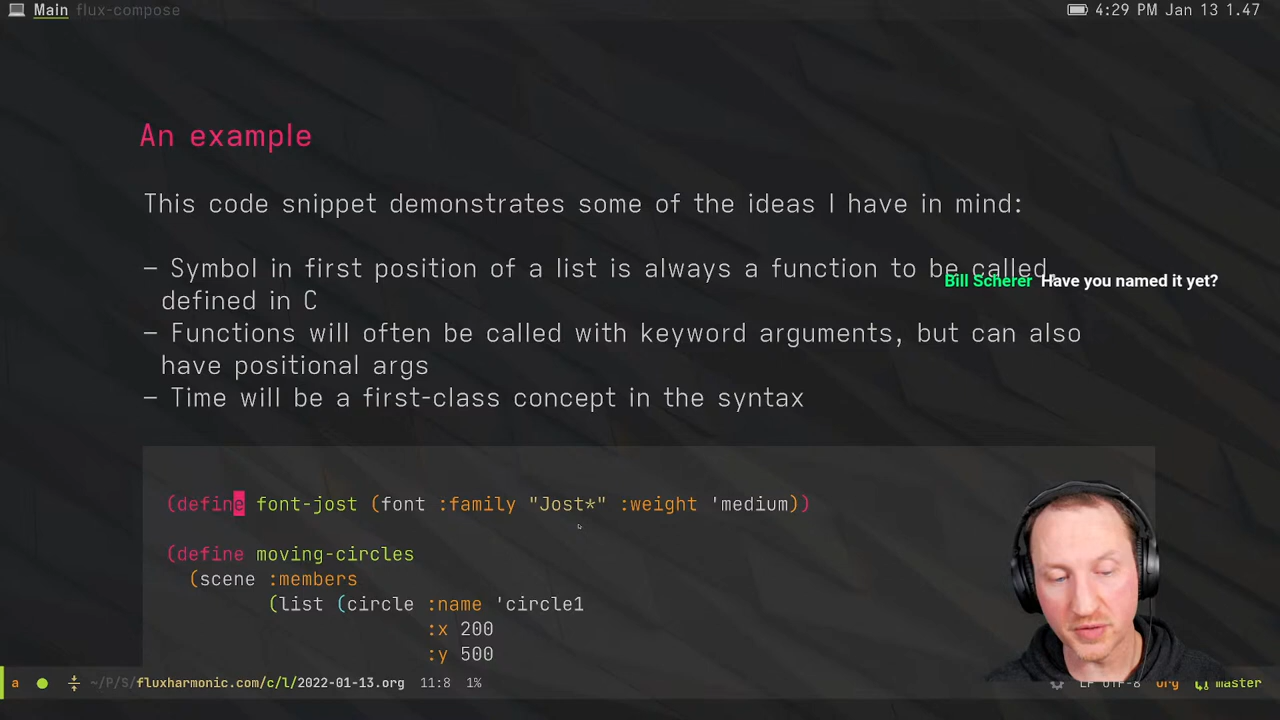 Main flux-compose 4:29 PM Jan 13 1.47
An example
This code snippet demonstrates some of the ideas I have in mind:
– Symbol in first position of a list is always a function to be called,
Bill Scherer Have you named it yet?
defined in C
– Functions will often be called with keyword arguments, but can also
have positional args
– Time will be a first-class concept in the syntax
(define font-jost (font :family "Jost*" :weight 'medium))
(define moving-circles
(scene :members
(list (circle :name 'circle1
:x 200
:y 500
a ~/P/S/fluxharmonic.com/c/l/2022-01-13.org 11:8 1% LF UTF-8 org master